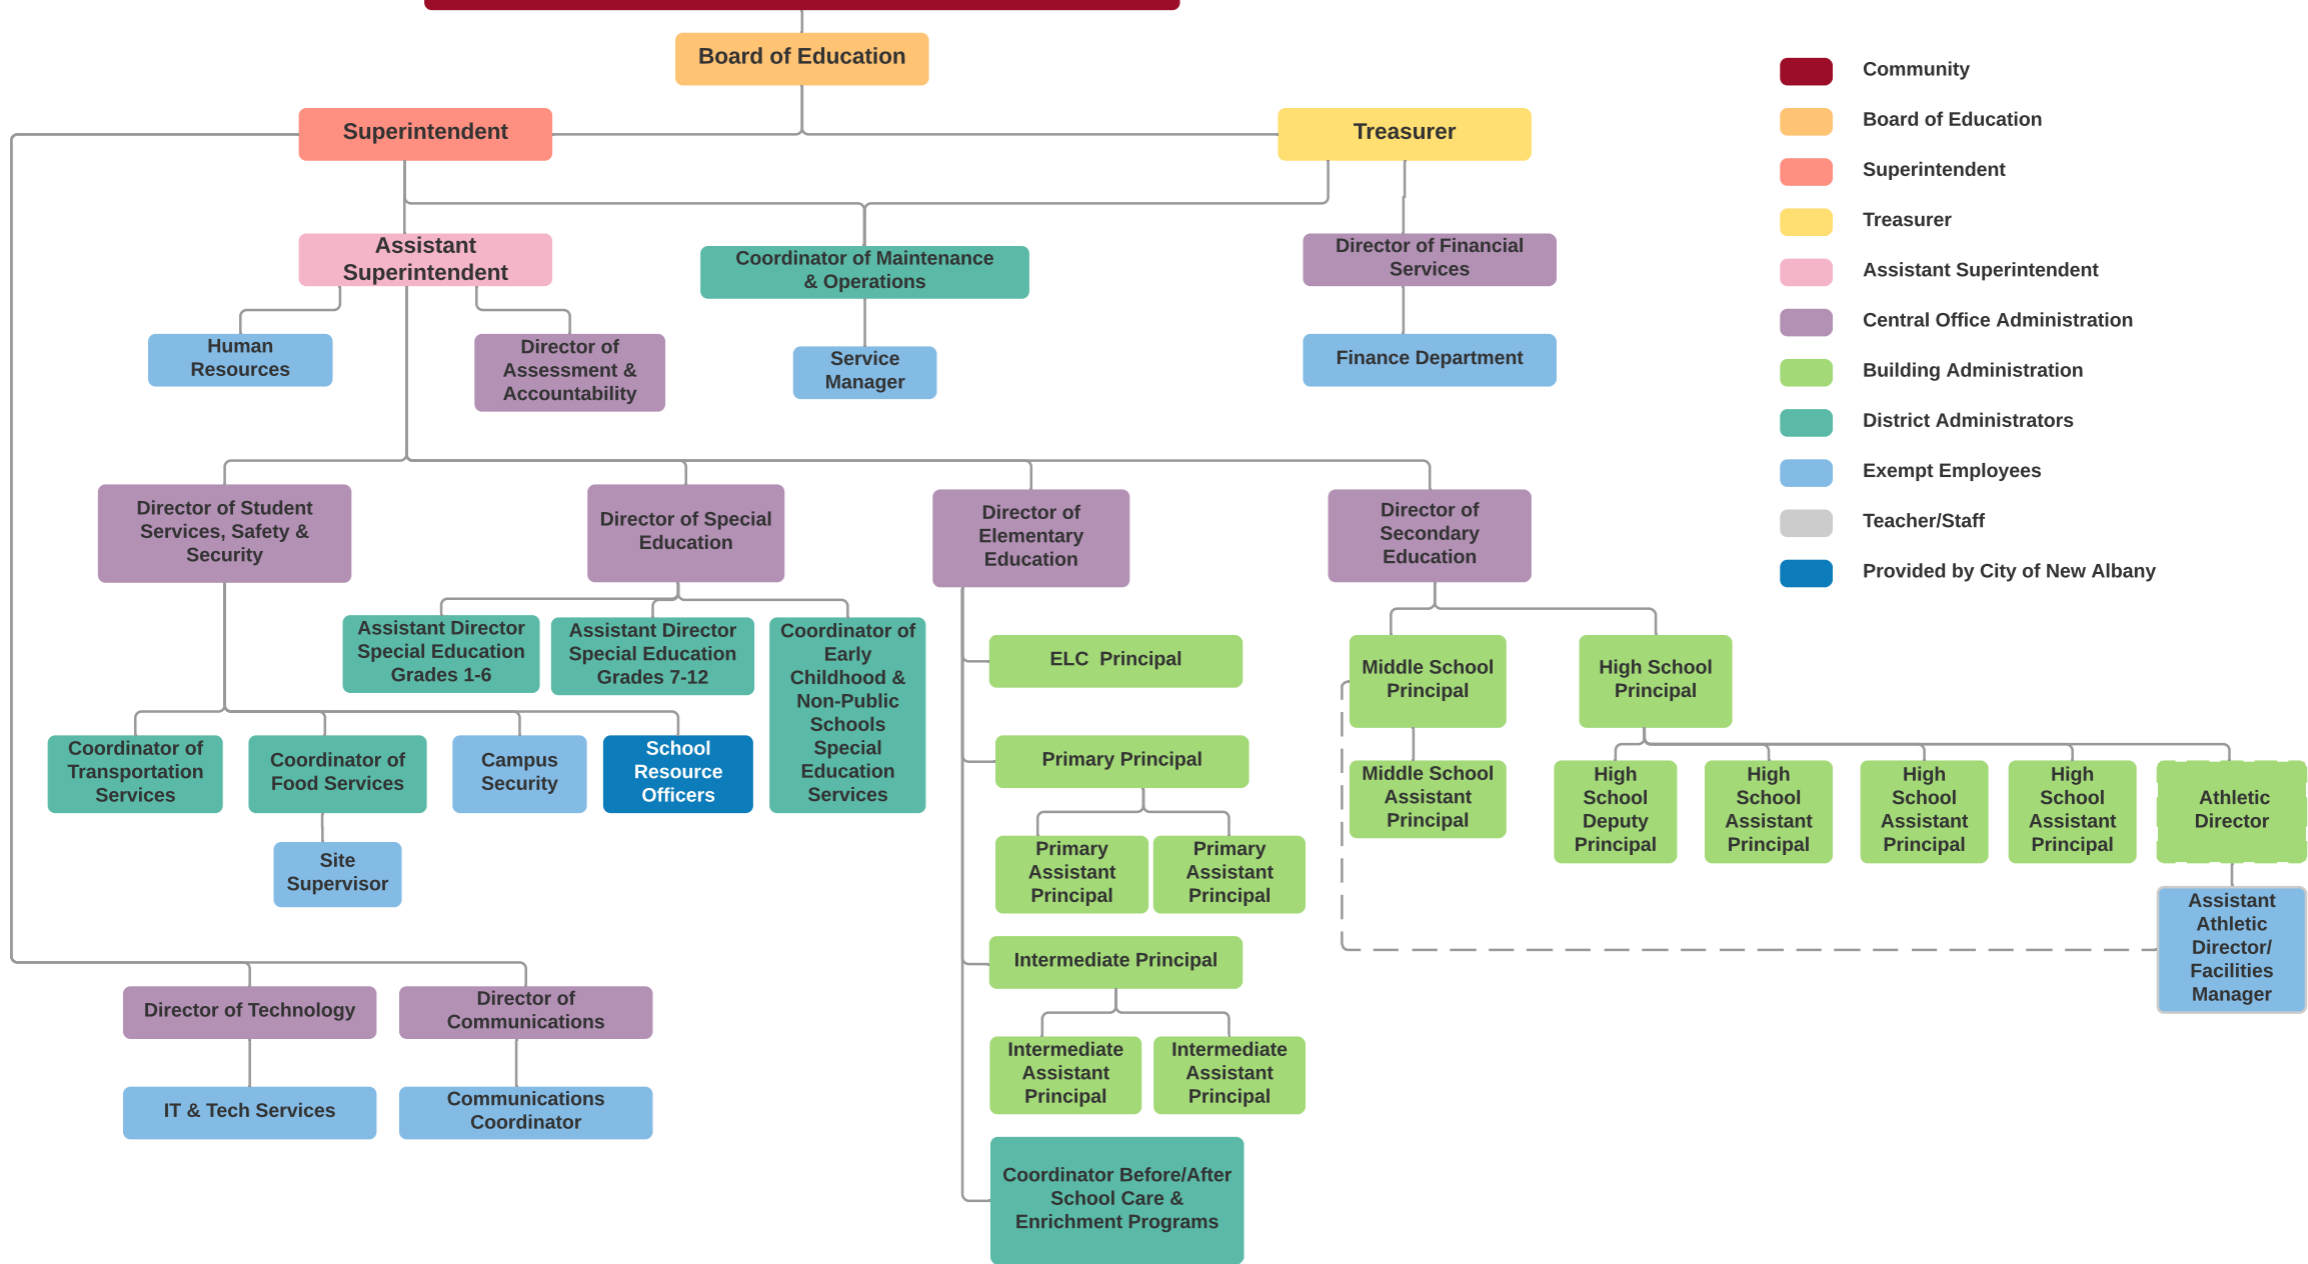 Board of Education
Superintendent
Treasurer
Assistant
Superintendent
Coordinator of Maintenance
& Operations
Director of Financial
Services
Human
Resources
Director of
Assessment &
Accountability
Service
Manager
Finance Department
Community
Board of Education
Superintendent
Treasurer
Assistant Superintendent
Central Office Administration
Building Administration
District Administrators
Exempt Employees
Teacher/Staff
Provided by City of New Albany
Director of Student
Services, Safety &
Security
Director of Special
Education
Director of
Elementary
Education
Director of
Secondary
Education
Assistant Director
Special Education
Grades 1-6
Assistant Director
Special Education
Grades 7-12
Coordinator of
Early
Childhood &
Non-Public
Schools
Special
Education
Services
ELC  Principal
Middle School
Principal
High School
Principal
Coordinator of
Transportation
Services
Coordinator of
Food Services
Campus
Security
School
Resource
Officers
Primary Principal
Middle School
Assistant
Principal
High
School
Deputy
Principal
High
School
Assistant
Principal
High
School
Assistant
Principal
High
School
Assistant
Principal
Athletic
Director
Site
Supervisor
Primary
Assistant
Principal
Primary
Assistant
Principal
Assistant
Athletic
Director/
Facilities
Manager
Intermediate Principal
Director of Technology
Director of
Communications
Intermediate
Assistant
Principal
Intermediate
Assistant
Principal
IT & Tech Services
Communications
Coordinator
Coordinator Before/After
School Care &
Enrichment Programs